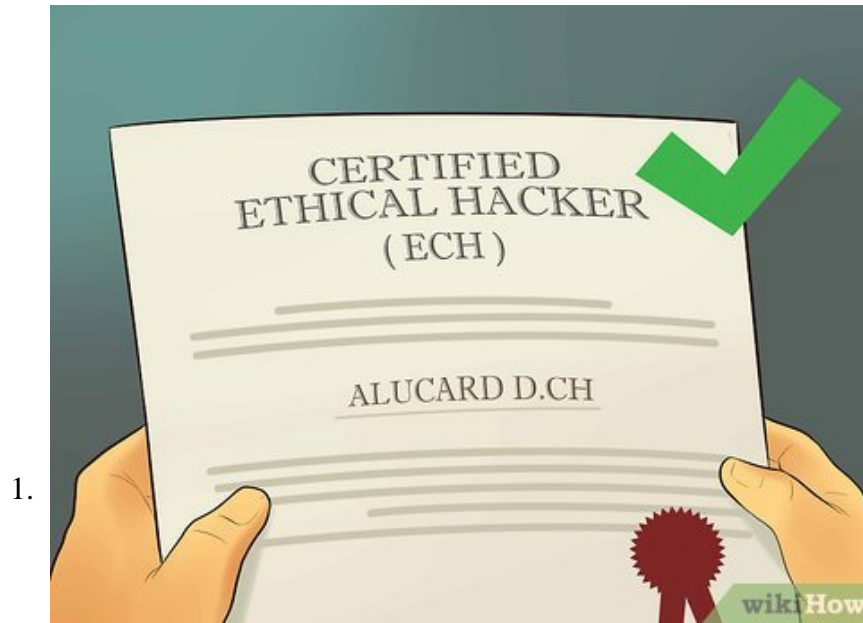 CERTIFIED
ETHICAL HACKER
( ECH )
ALUCARD D.CH
1.
wikiHow